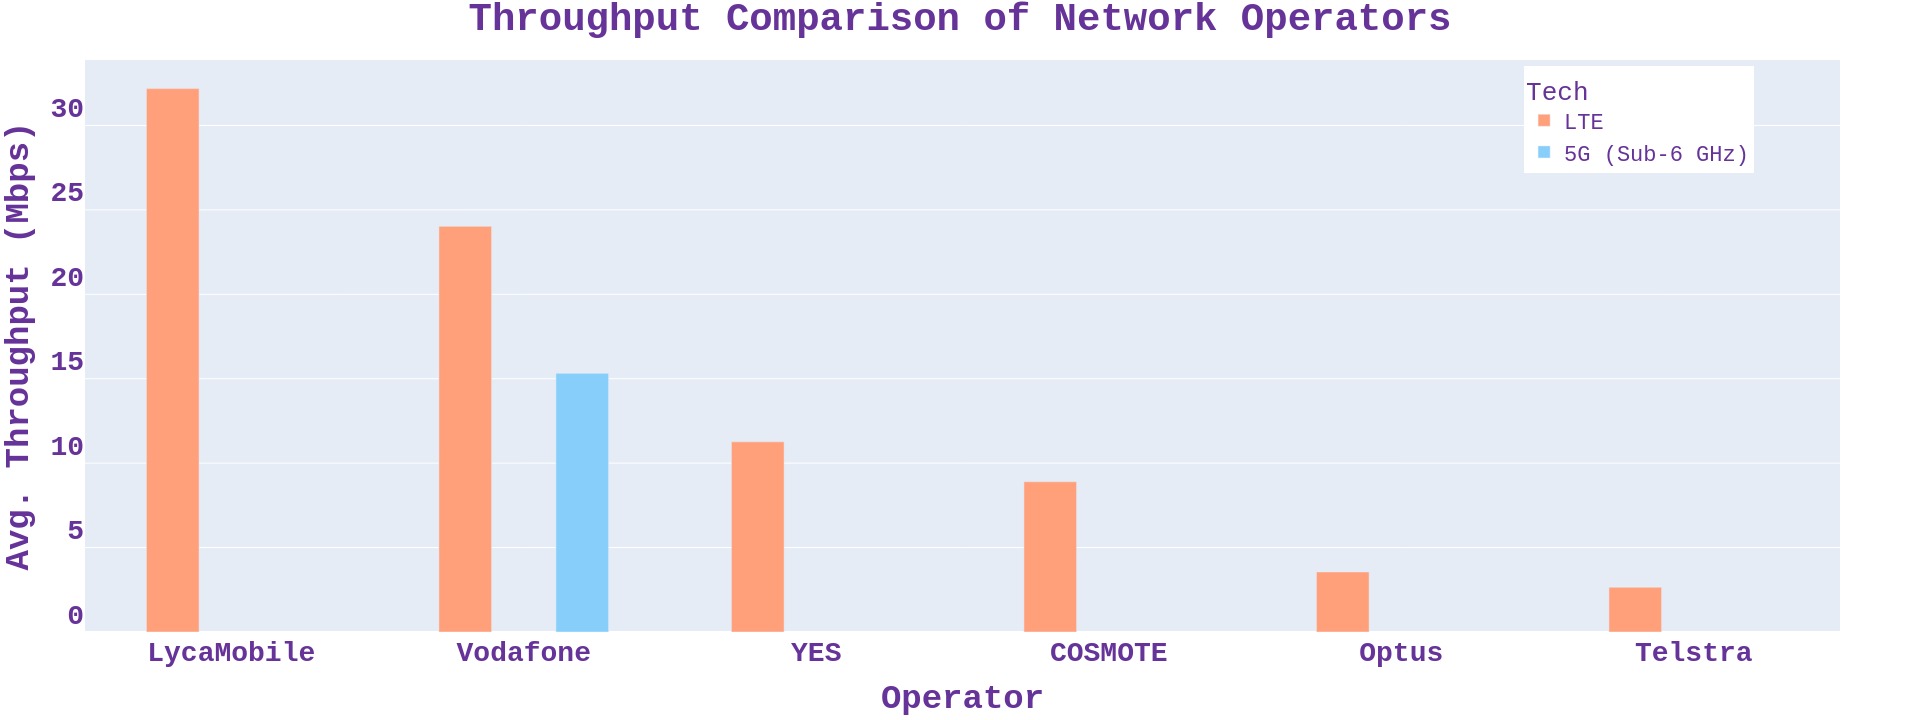 Throughput Comparison of Network Operators
Avg. Throughput (Mbps)
30
25
20
15
10
5
0
Tech
LTE
5G (Sub-6 GHz)
LycaMobile
Vodafone
YES
COSMOTE
Optus
Telstra
Operator